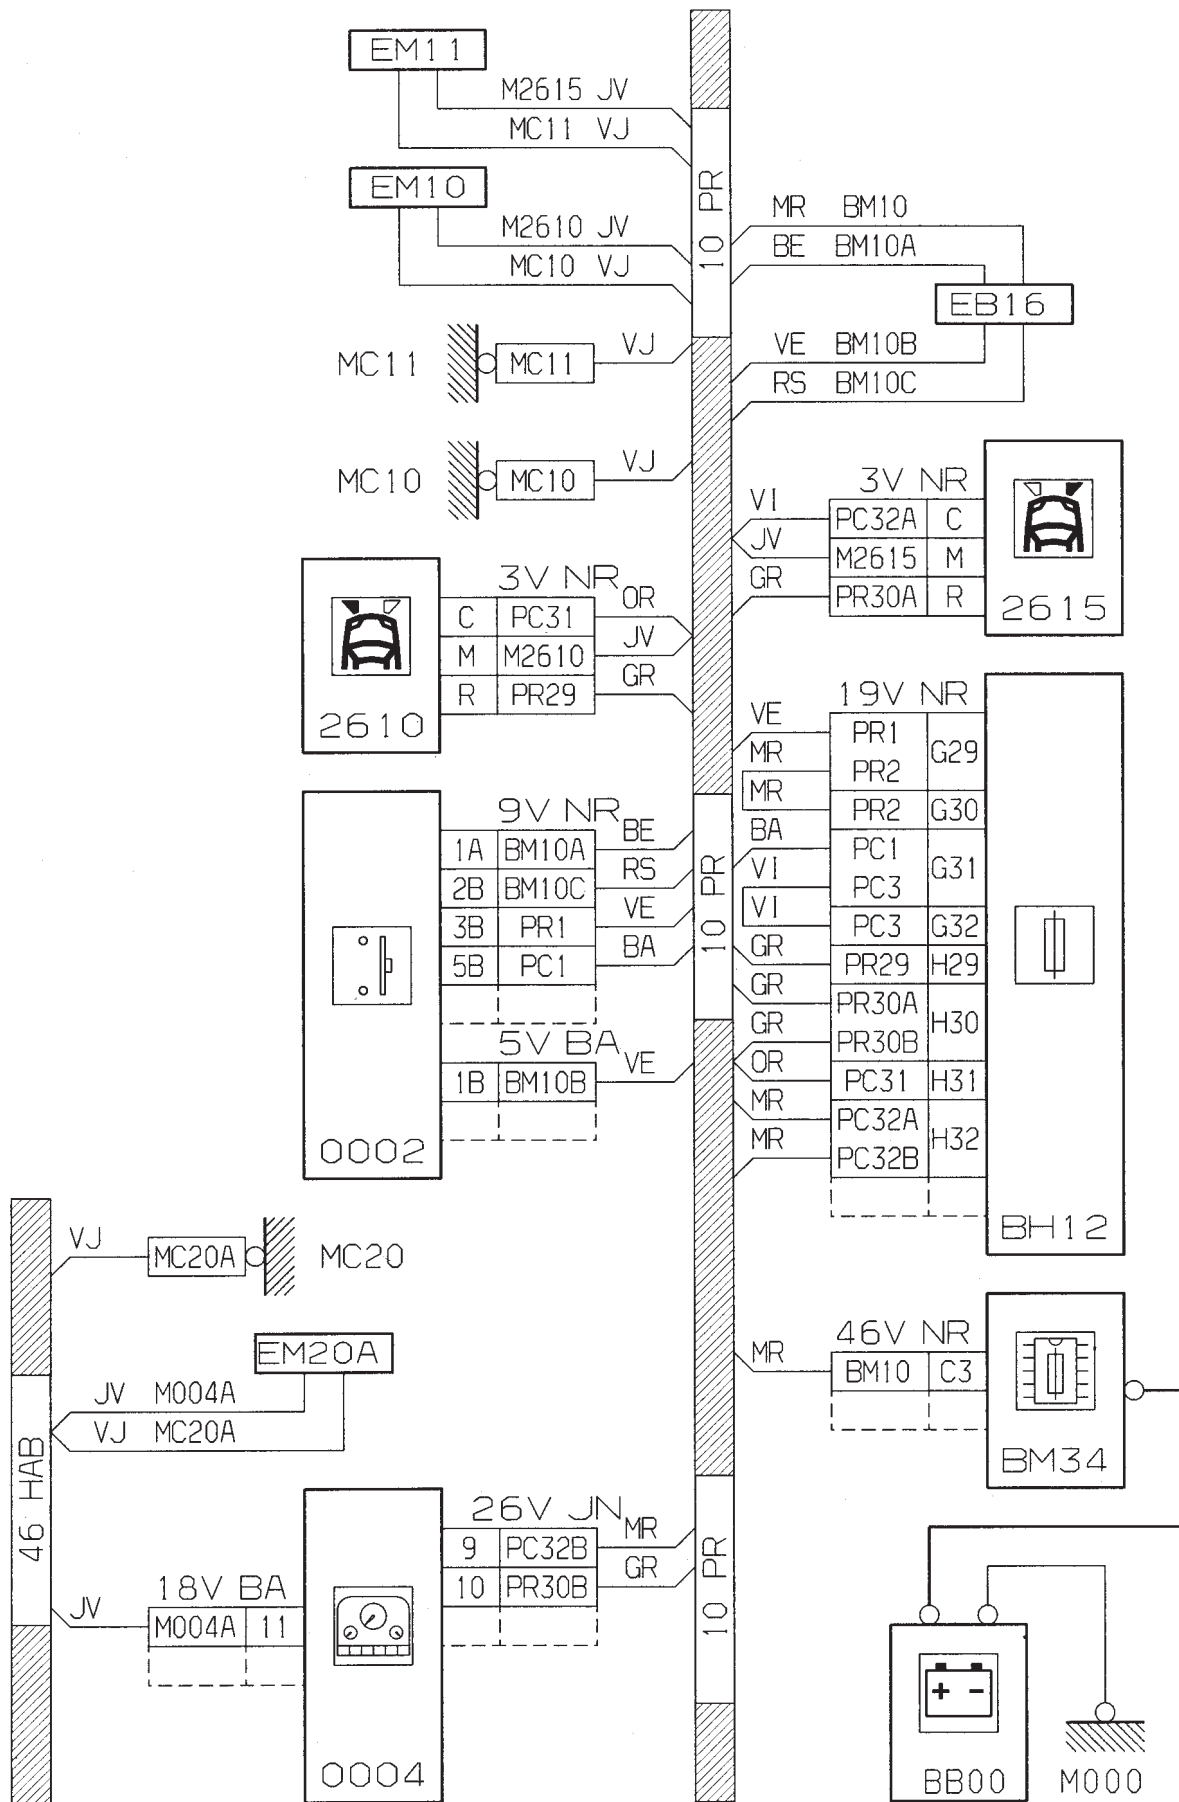 EM11
M2615 JV
MC11 VJ
EM10
M2610 JV
MC10 VJ
10 PR
MR BM10
BE BM10A
EB16
VE BM10B
RS BM10C
MC11 MC11 VJ
MC10 MC10 VJ
3V NR
VI PC32A C
JV M2615 M
GR PR30A R
2615
3V NR
C PC31 OR
M M2610 JV
R PR29 GR
2610
19V NR
VE PR1 G29
MR PR2
MR PR2 G30
BA PC1 G31
VI PC3
VI PC3 G32
GR PR29 H29
GR PR30A H30
GR PR30B
OR PC31 H31
MR PC32A H32
MR PC32B
BH12
9V NR
1A BM10A BE
2B BM10C RS
3B PR1 VE
5B PC1 BA
5V BA
1B BM10B VE
0002
10 PR
VJ MC20A MC20
EM20A
JV M004A
VJ MC20A
46 HAB
46V NR
MR BM10 C3
BM34
26V JN
9 PC32B MR
10 PR30B GR
18V BA
JV M004A 11
0004
10 PR
+ -
BB00
M000